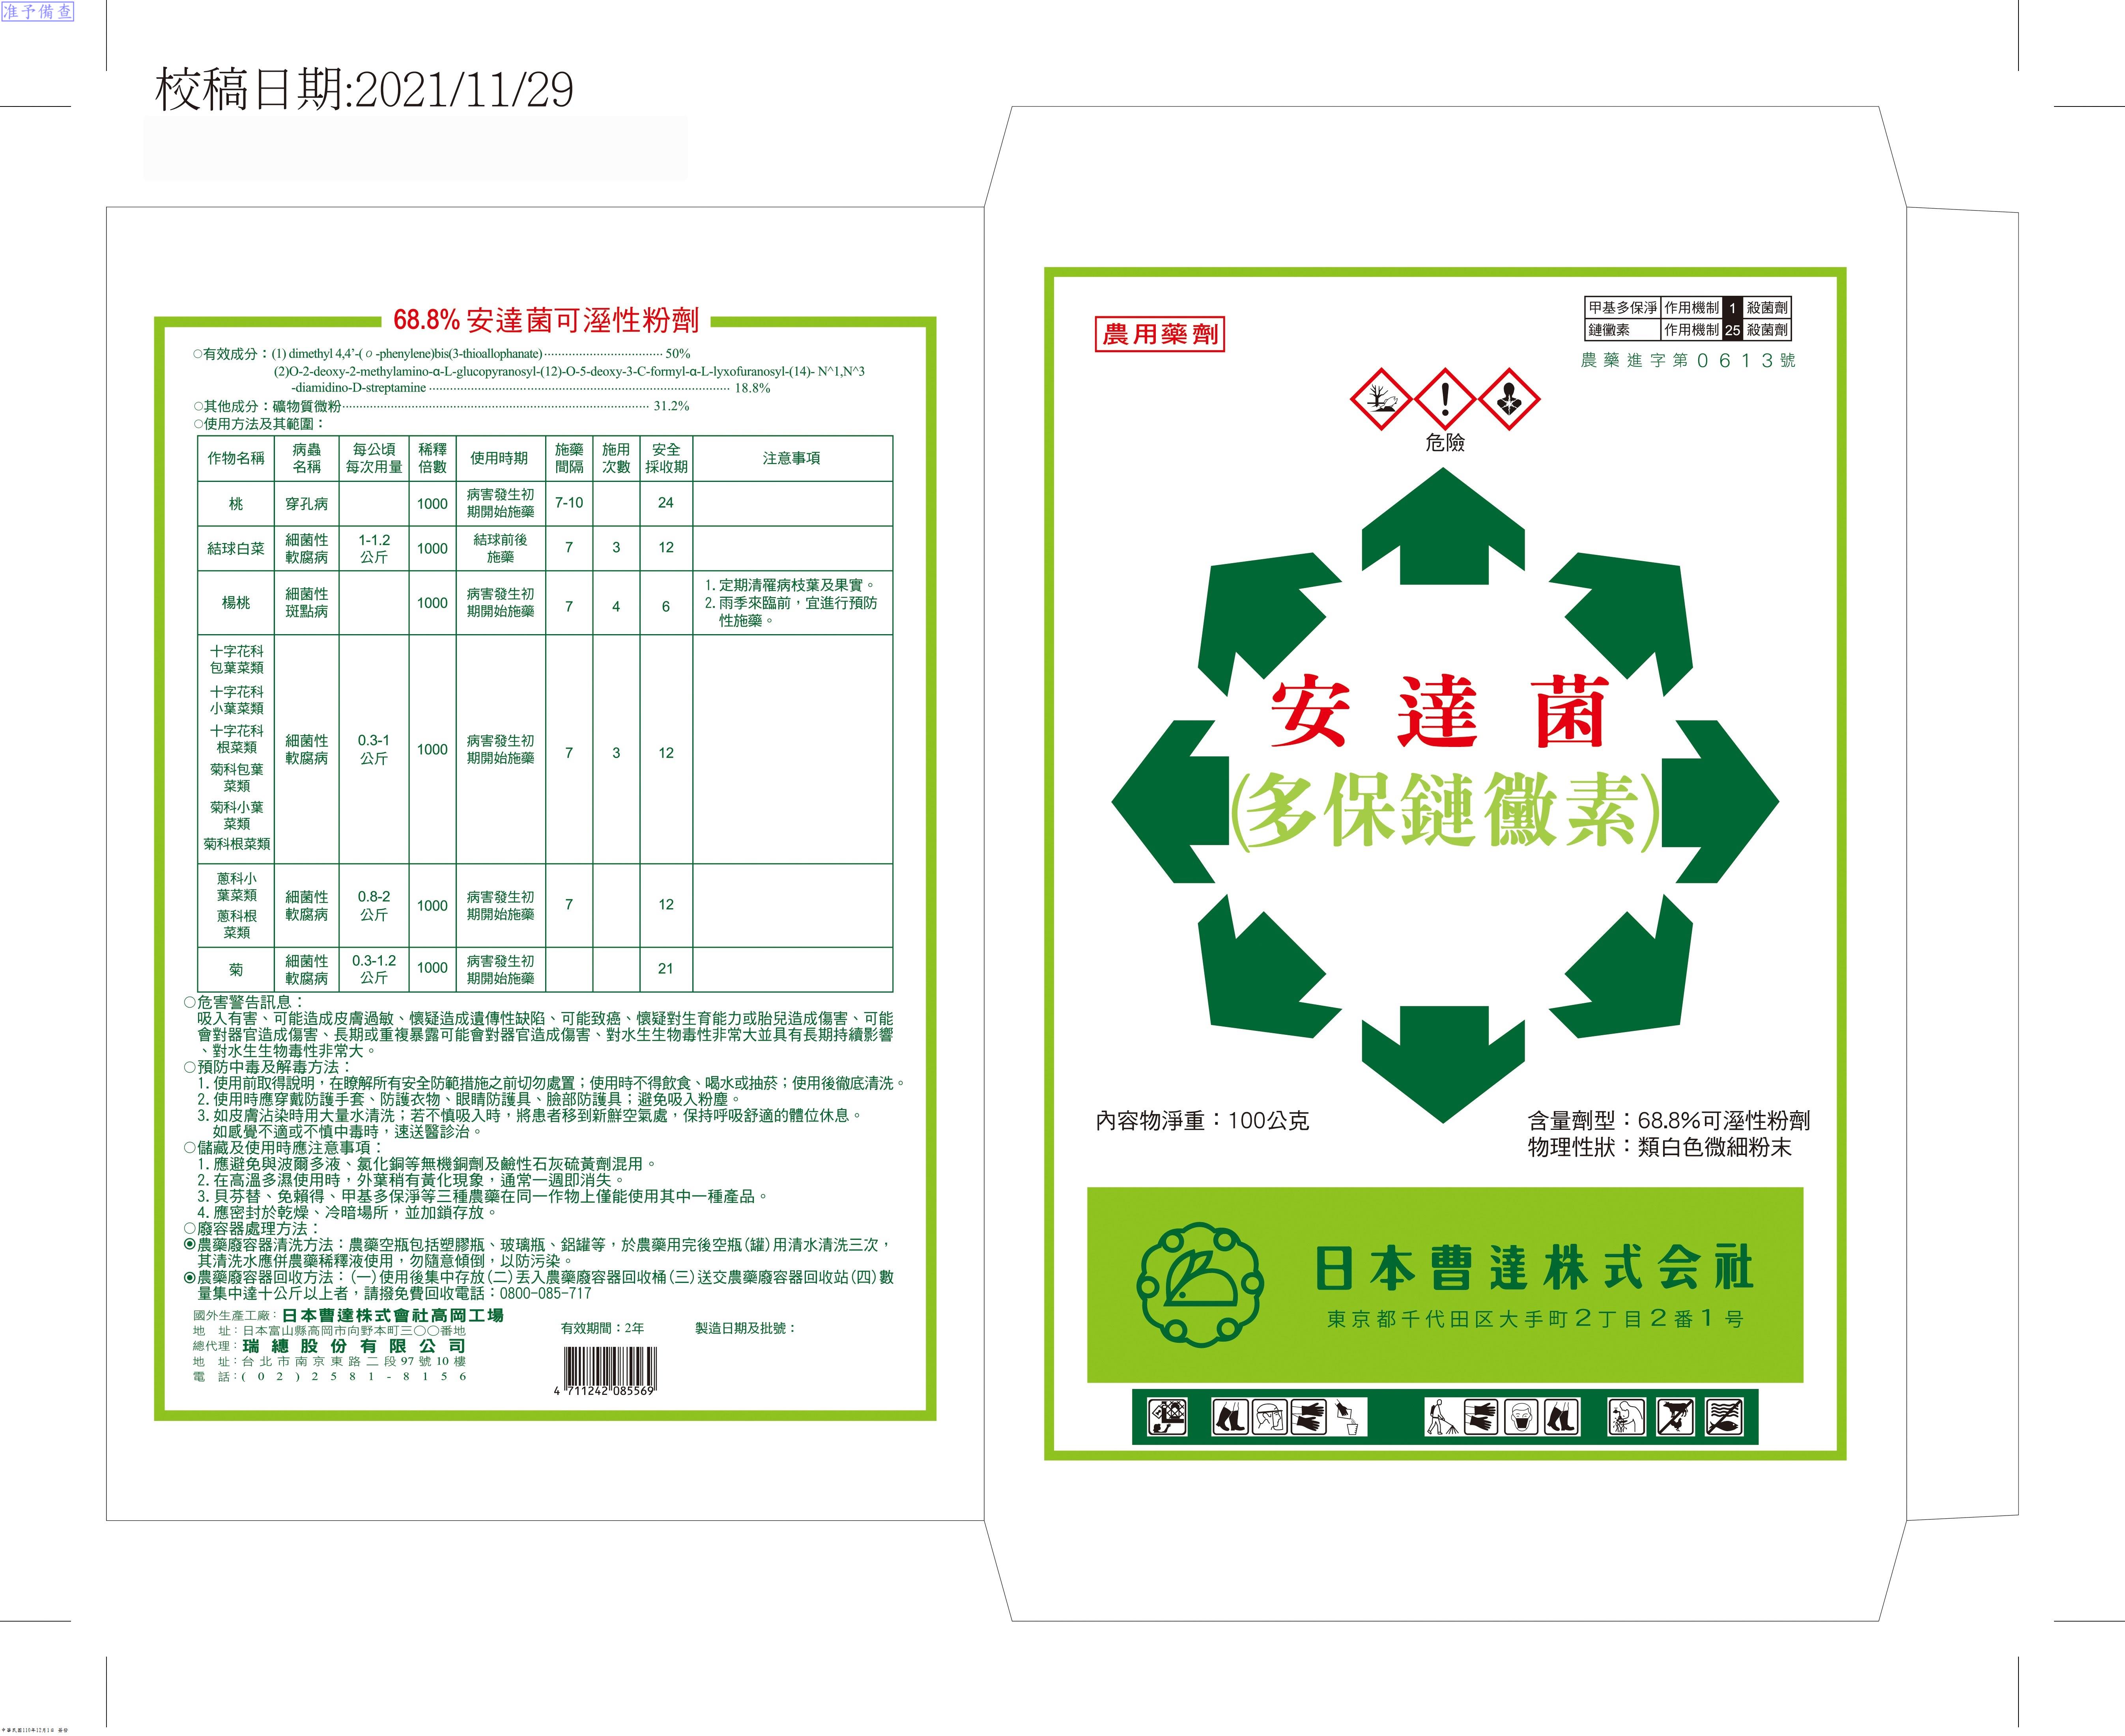 准予備查
校稿日期:2021/11/29
68.8% 安達菌可溼性粉劑
○有效成分：(1) dimethyl 4,4’-( o -phenylene)bis(3-thioallophanate)·································· 50%
(2)O-2-deoxy-2-methylamino-α-L-glucopyranosyl-(12)-O-5-deoxy-3-C-formyl-α-L-lyxofuranosyl-(14)- N^1,N^3
-diamidino-D-streptamine ······················································································ 18.8%
○其他成分：礦物質微粉························································································ 31.2%
○使用方法及其範圍：
作物名稱 病蟲名稱 每公頃每次用量 稀釋倍數 使用時期 施藥間隔 施用次數 安全採收期 注意事項
桃 穿孔病 1000 病害發生初期開始施藥 7-10 24
結球白菜 細菌性軟腐病 1-1.2公斤 1000 結球前後施藥 7 3 12
楊桃 細菌性斑點病 1000 病害發生初期開始施藥 7 4 6 1. 定期清罹病枝葉及果實。
2. 雨季來臨前，宜進行預防
性施藥。
十字花科
包葉菜類
十字花科
小葉菜類
十字花科
根菜類
菊科包葉
菜類
菊科小葉
菜類
菊科根菜類
細菌性軟腐病 0.3-1公斤 1000 病害發生初期開始施藥 7 3 12
蔥科小
葉菜類
蔥科根
菜類
細菌性軟腐病 0.8-2公斤 1000 病害發生初期開始施藥 7 12
菊 細菌性軟腐病 0.3-1.2公斤 1000 病害發生初期開始施藥 21
○危害警告訊息：
吸入有害、可能造成皮膚過敏、懷疑造成遺傳性缺陷、可能致癌、懷疑對生育能力或胎兒造成傷害、可能
會對器官造成傷害、長期或重複暴露可能會對器官造成傷害、對水生生物毒性非常大並具有長期持續影響
、對水生生物毒性非常大。
○預防中毒及解毒方法：
1. 使用前取得說明，在瞭解所有安全防範措施之前切勿處置；使用時不得飲食、喝水或抽菸；使用後徹底清洗。
2. 使用時應穿戴防護手套、防護衣物、眼睛防護具、臉部防護具；避免吸入粉塵。
3. 如皮膚沾染時用大量水清洗；若不慎吸入時，將患者移到新鮮空氣處，保持呼吸舒適的體位休息。
如感覺不適或不慎中毒時，速送醫診治。
○儲藏及使用時應注意事項：
1. 應避免與波爾多液、氯化銅等無機銅劑及鹼性石灰硫黃劑混用。
2. 在高溫多濕使用時，外葉稍有黃化現象，通常一週即消失。
3. 貝芬替、免賴得、甲基多保淨等三種農藥在同一作物上僅能使用其中一種產品。
4. 應密封於乾燥、冷暗場所，並加鎖存放。
○廢容器處理方法：
◉農藥廢容器清洗方法：農藥空瓶包括塑膠瓶、玻璃瓶、鋁罐等，於農藥用完後空瓶(罐)用清水清洗三次，
其清洗水應併農藥稀釋液使用，勿隨意傾倒，以防污染。
◉農藥廢容器回收方法：(一)使用後集中存放(二)丟入農藥廢容器回收桶(三)送交農藥廢容器回收站(四)數
量集中達十公斤以上者，請撥免費回收電話：0800-085-717
國外生產工廠：日本曹達株式會社高岡工場
地　址：日本富山縣高岡市向野本町三〇〇番地
總代理：瑞繐股份有限公司
地　址：台北市南京東路二段97號10樓
電　話：(02)2581-8156
有效期間：2年
製造日期及批號：
4 711242 085569
農用藥劑
甲基多保淨 作用機制 1 殺菌劑
鏈黴素 作用機制 25 殺菌劑
農藥進字第0613號
危險
安達菌
(多保鏈黴素)
內容物淨重：100公克
含量劑型：68.8%可溼性粉劑
物理性狀：類白色微細粉末
日本曹達株式会社
東京都千代田区大手町2丁目2番1号
中華民國110年12月1日 簽發